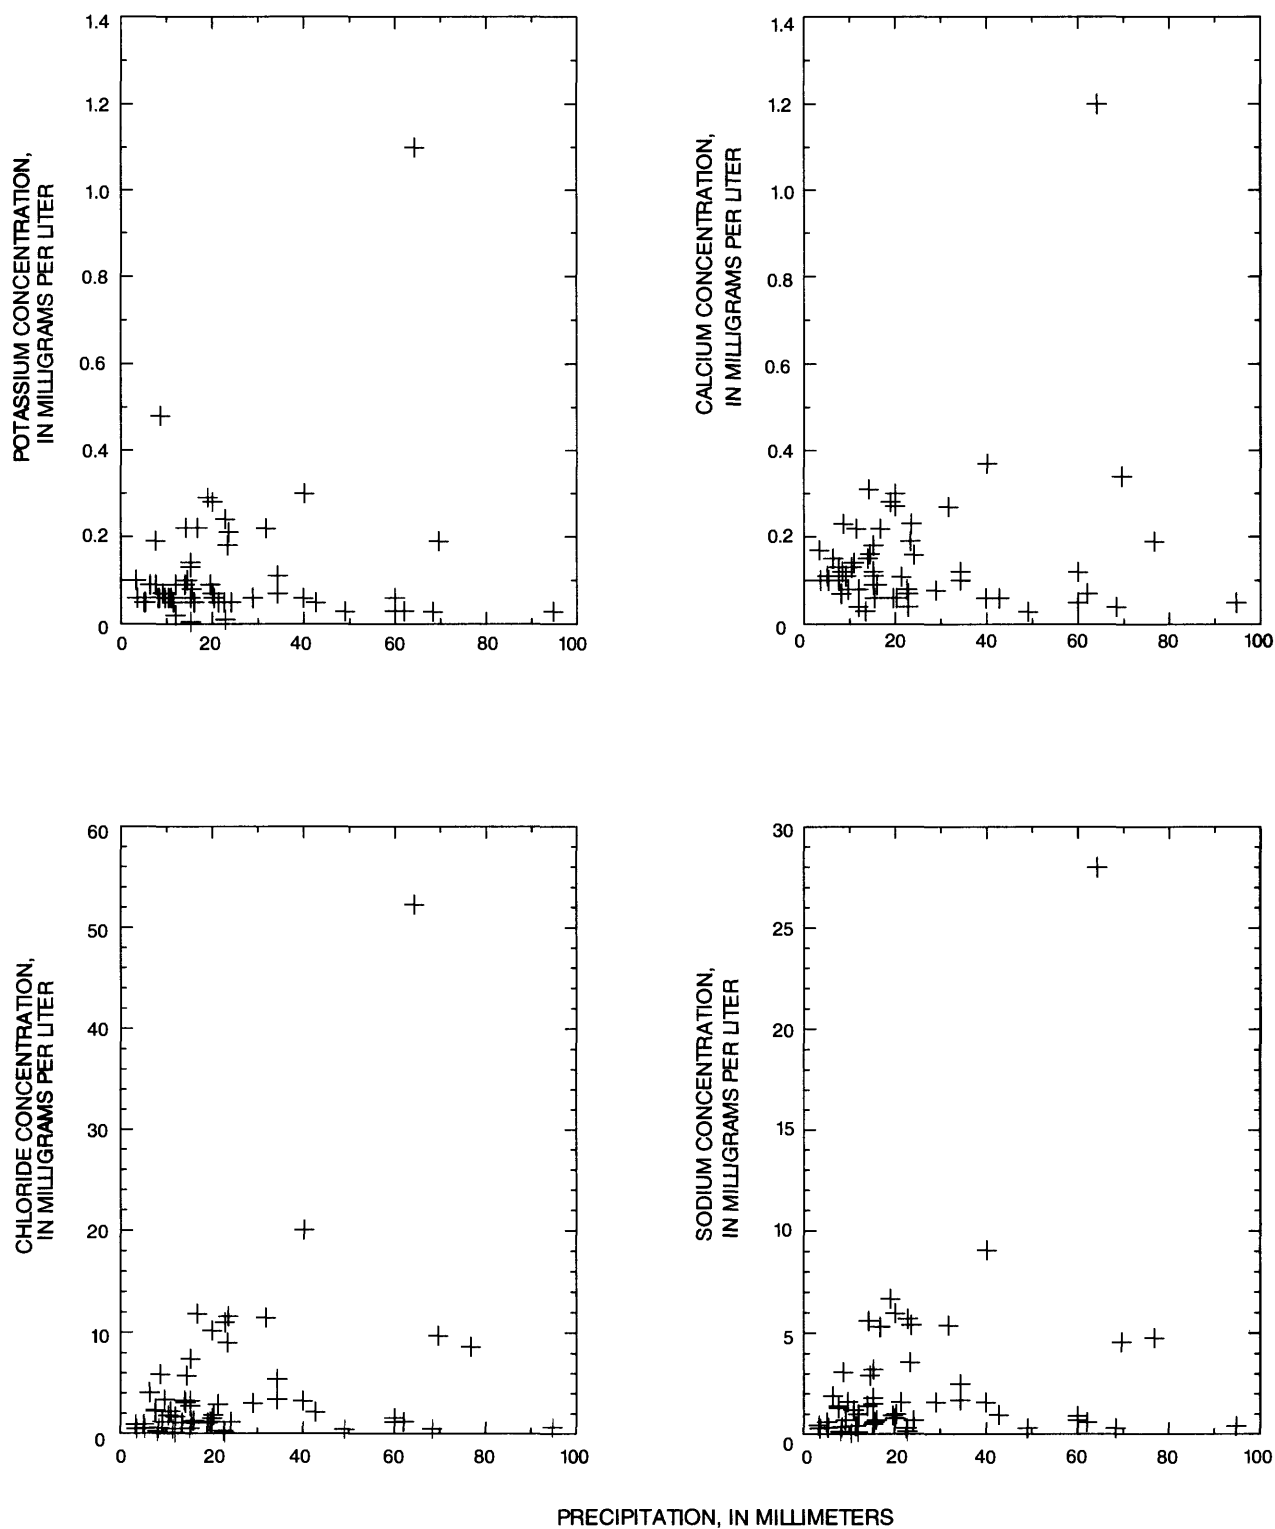 POTASSIUM CONCENTRATION,
IN MILLIGRAMS PER LITER
1.4
1.2
1.0
0.8
0.6
0.4
0.2
0
0 20 40 60 80 100
CALCIUM CONCENTRATION,
IN MILLIGRAMS PER LITER
1.4
1.2
1.0
0.8
0.6
0.4
0.2
0
0 20 40 60 80 100
CHLORIDE CONCENTRATION,
IN MILLIGRAMS PER LITER
60
50
40
30
20
10
0
0 20 40 60 80 100
SODIUM CONCENTRATION,
IN MILLIGRAMS PER LITER
30
25
20
15
10
5
0
0 20 40 60 80 100
PRECIPITATION, IN MILLIMETERS